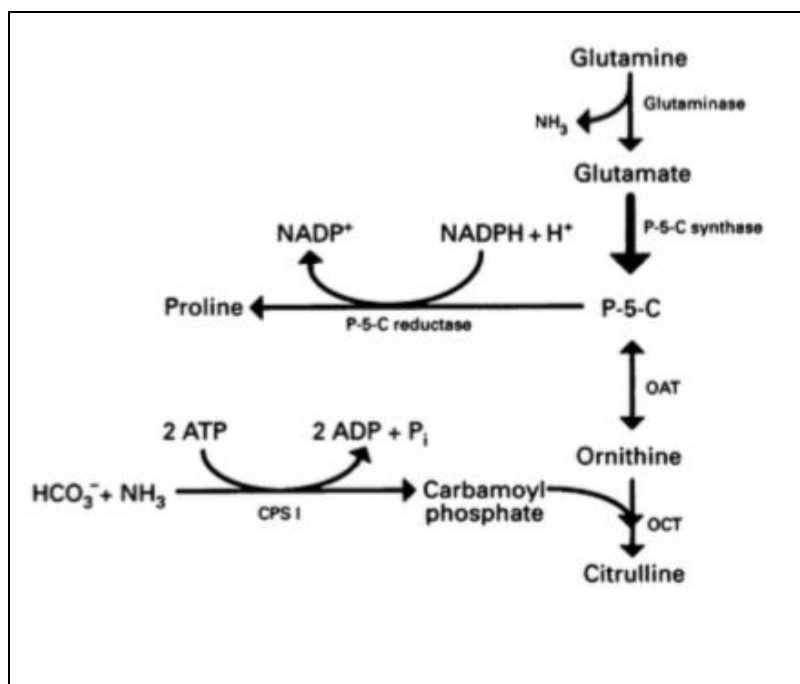 Glutamine
Glutaminase
NH₃
Glutamate
P-5-C synthase
NADP⁺
NADPH + H⁺
Proline
P-5-C
P-5-C reductase
OAT
2 ATP
2 ADP + Pᵢ
Ornithine
HCO₃⁻+ NH₃
Carbamoyl
phosphate
CPS I
OCT
Citrulline